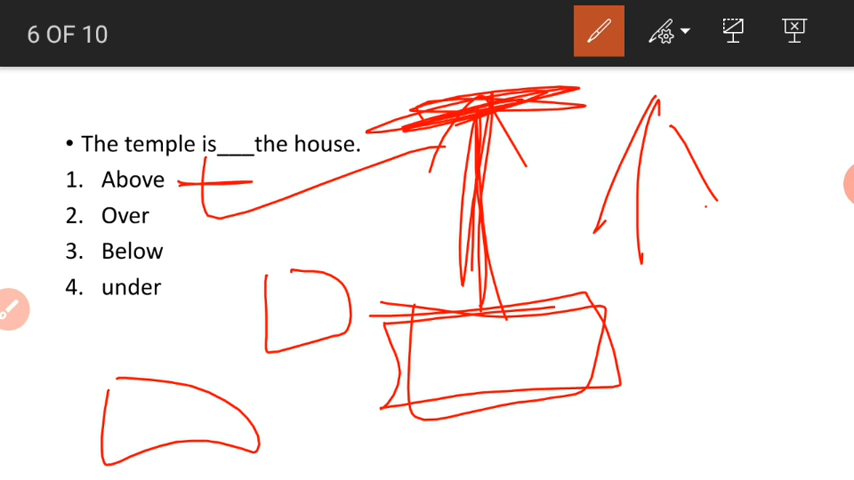 6 OF 10
• The temple is___the house.
1. Above
2. Over
3. Below
4. under